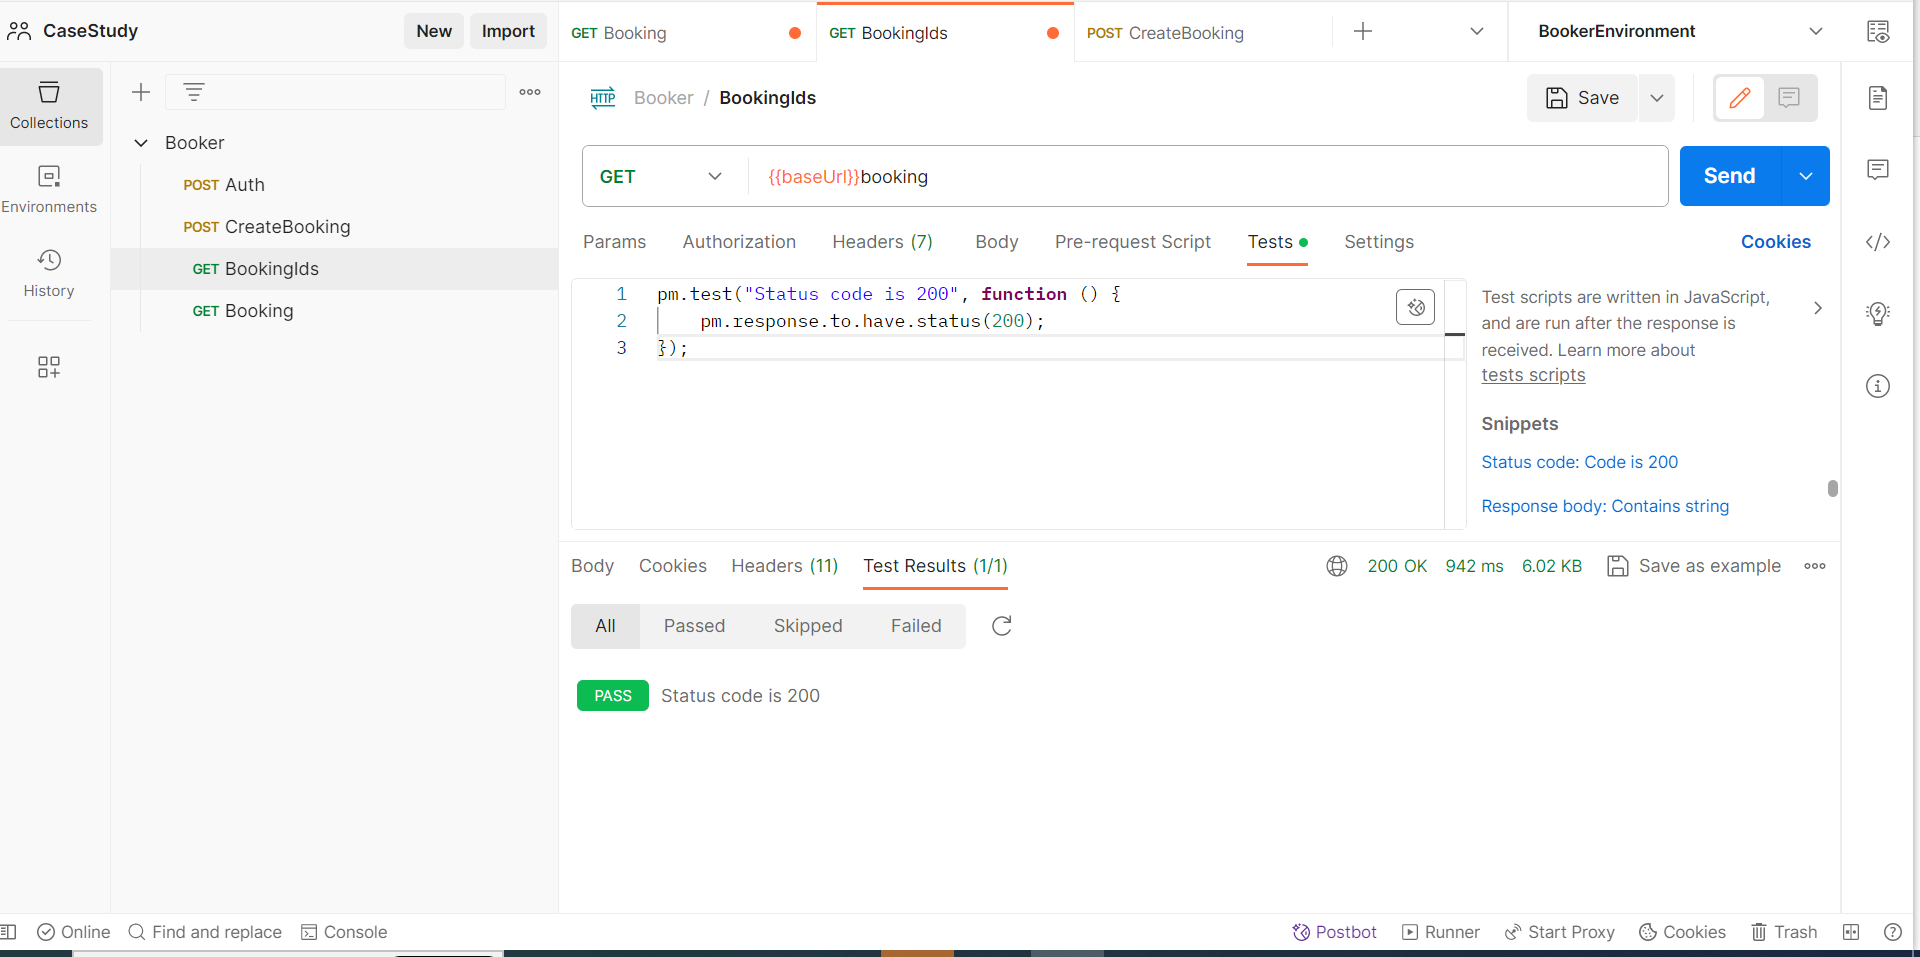 CaseStudy
New
Import
GET Booking
GET BookingIds
POST CreateBooking
BookerEnvironment
Collections
Environments
History
Booker
POST Auth
POST CreateBooking
GET BookingIds
GET Booking
HTTP
Booker / BookingIds
Save
GET
{{baseUrl}}booking
Send
Params
Authorization
Headers (7)
Body
Pre-request Script
Tests
Settings
Cookies
1 pm.test("Status code is 200", function () {
2 pm.response.to.have.status(200);
3 });
Test scripts are written in JavaScript,
and are run after the response is
received. Learn more about
tests scripts
Snippets
Status code: Code is 200
Response body: Contains string
Body
Cookies
Headers (11)
Test Results (1/1)
200 OK
942 ms
6.02 KB
Save as example
All
Passed
Skipped
Failed
PASS
Status code is 200
Online
Find and replace
Console
Postbot
Runner
Start Proxy
Cookies
Trash